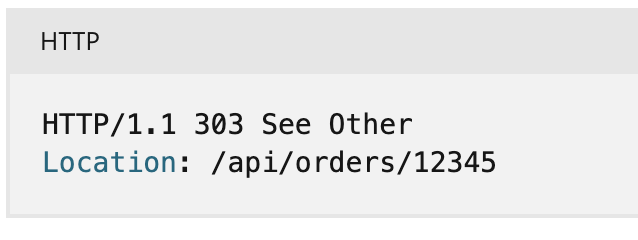 HTTP
HTTP/1.1 303 See Other
Location: /api/orders/12345